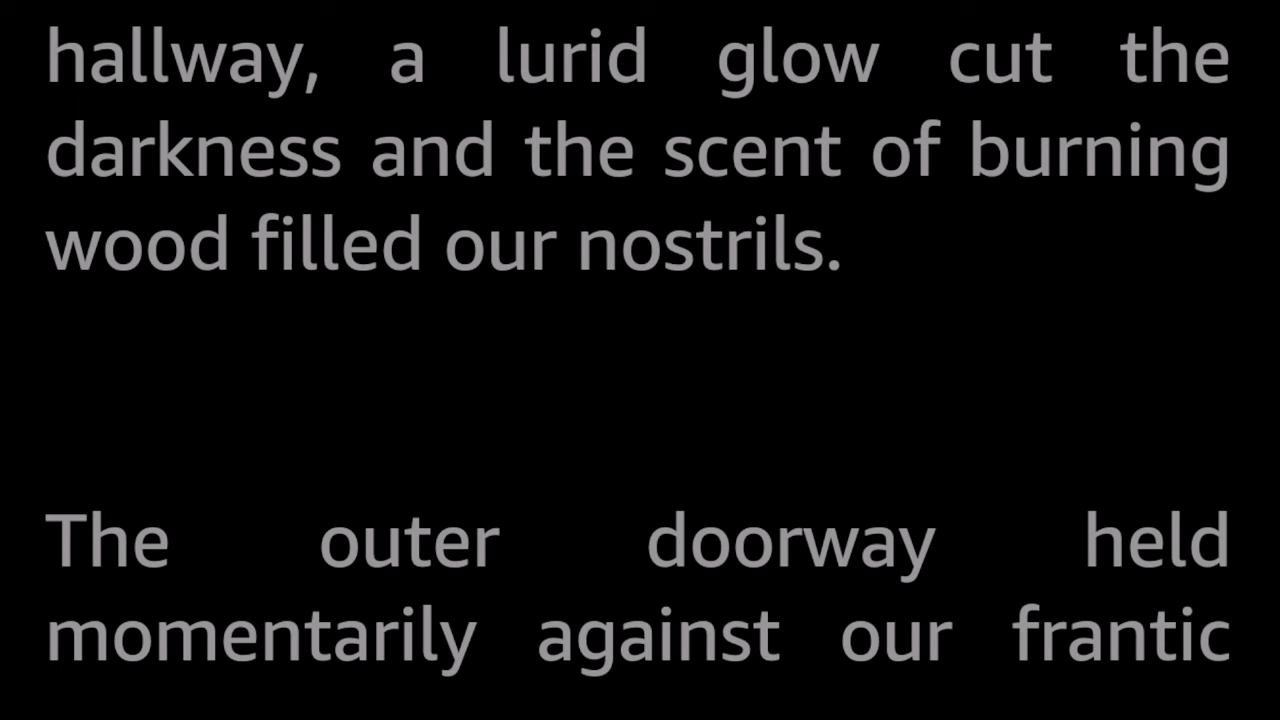 hallway, a lurid glow cut the
darkness and the scent of burning
wood filled our nostrils.
The outer doorway held
momentarily against our frantic